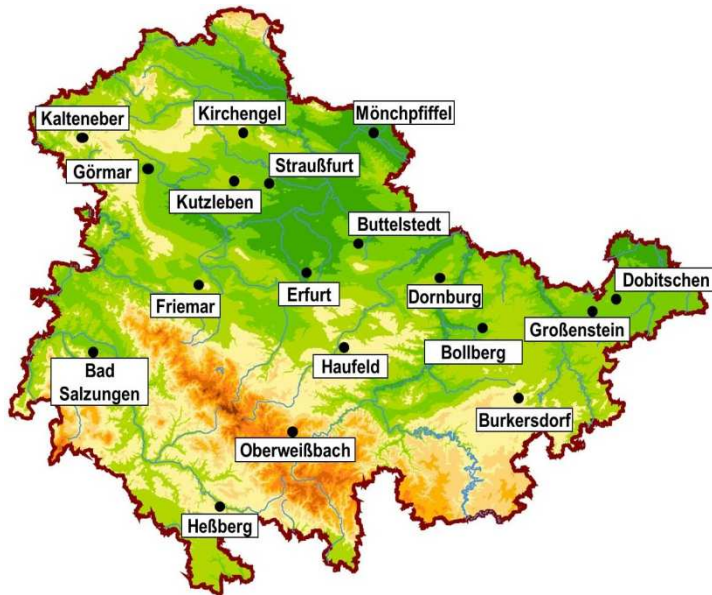 Kirchengel
Mönchpfiffel
Kalteneber
Görmar
Straußfurt
Kutzleben
Buttelstedt
Dobitschen
Friemar
Erfurt
Dornburg
Großenstein
Haufeld
Bollberg
Bad
Salzungen
Burkersdorf
Oberweißbach
Heßberg